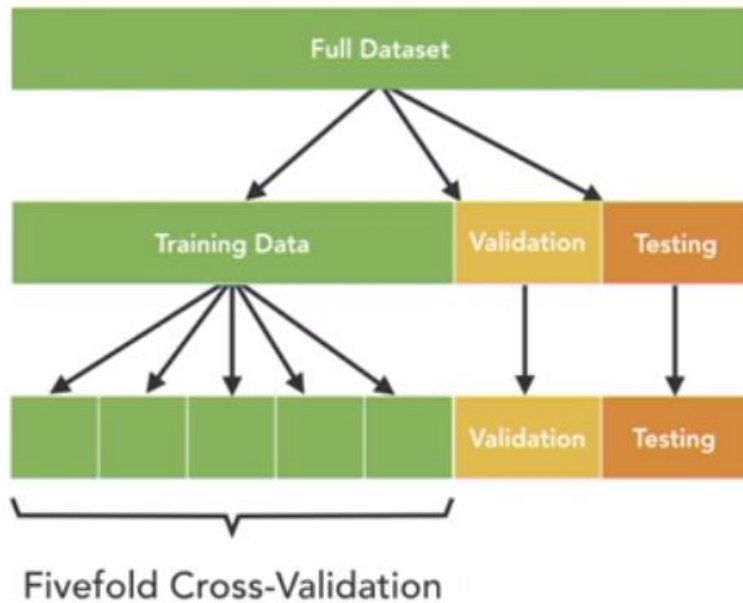 Full Dataset
Training Data
Validation
Testing
Validation
Testing
Fivefold Cross-Validation